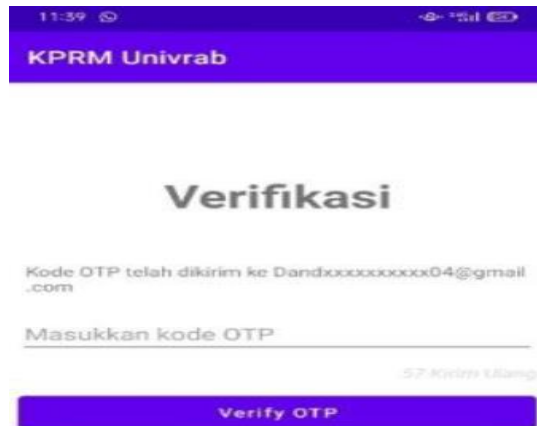 11:39
KPRM Univrab
Verifikasi
Kode OTP telah dikirim ke Dandxxxxxxxxxx04@gmail
.com
Masukkan kode OTP
57 Kirim Ulang
Verify OTP